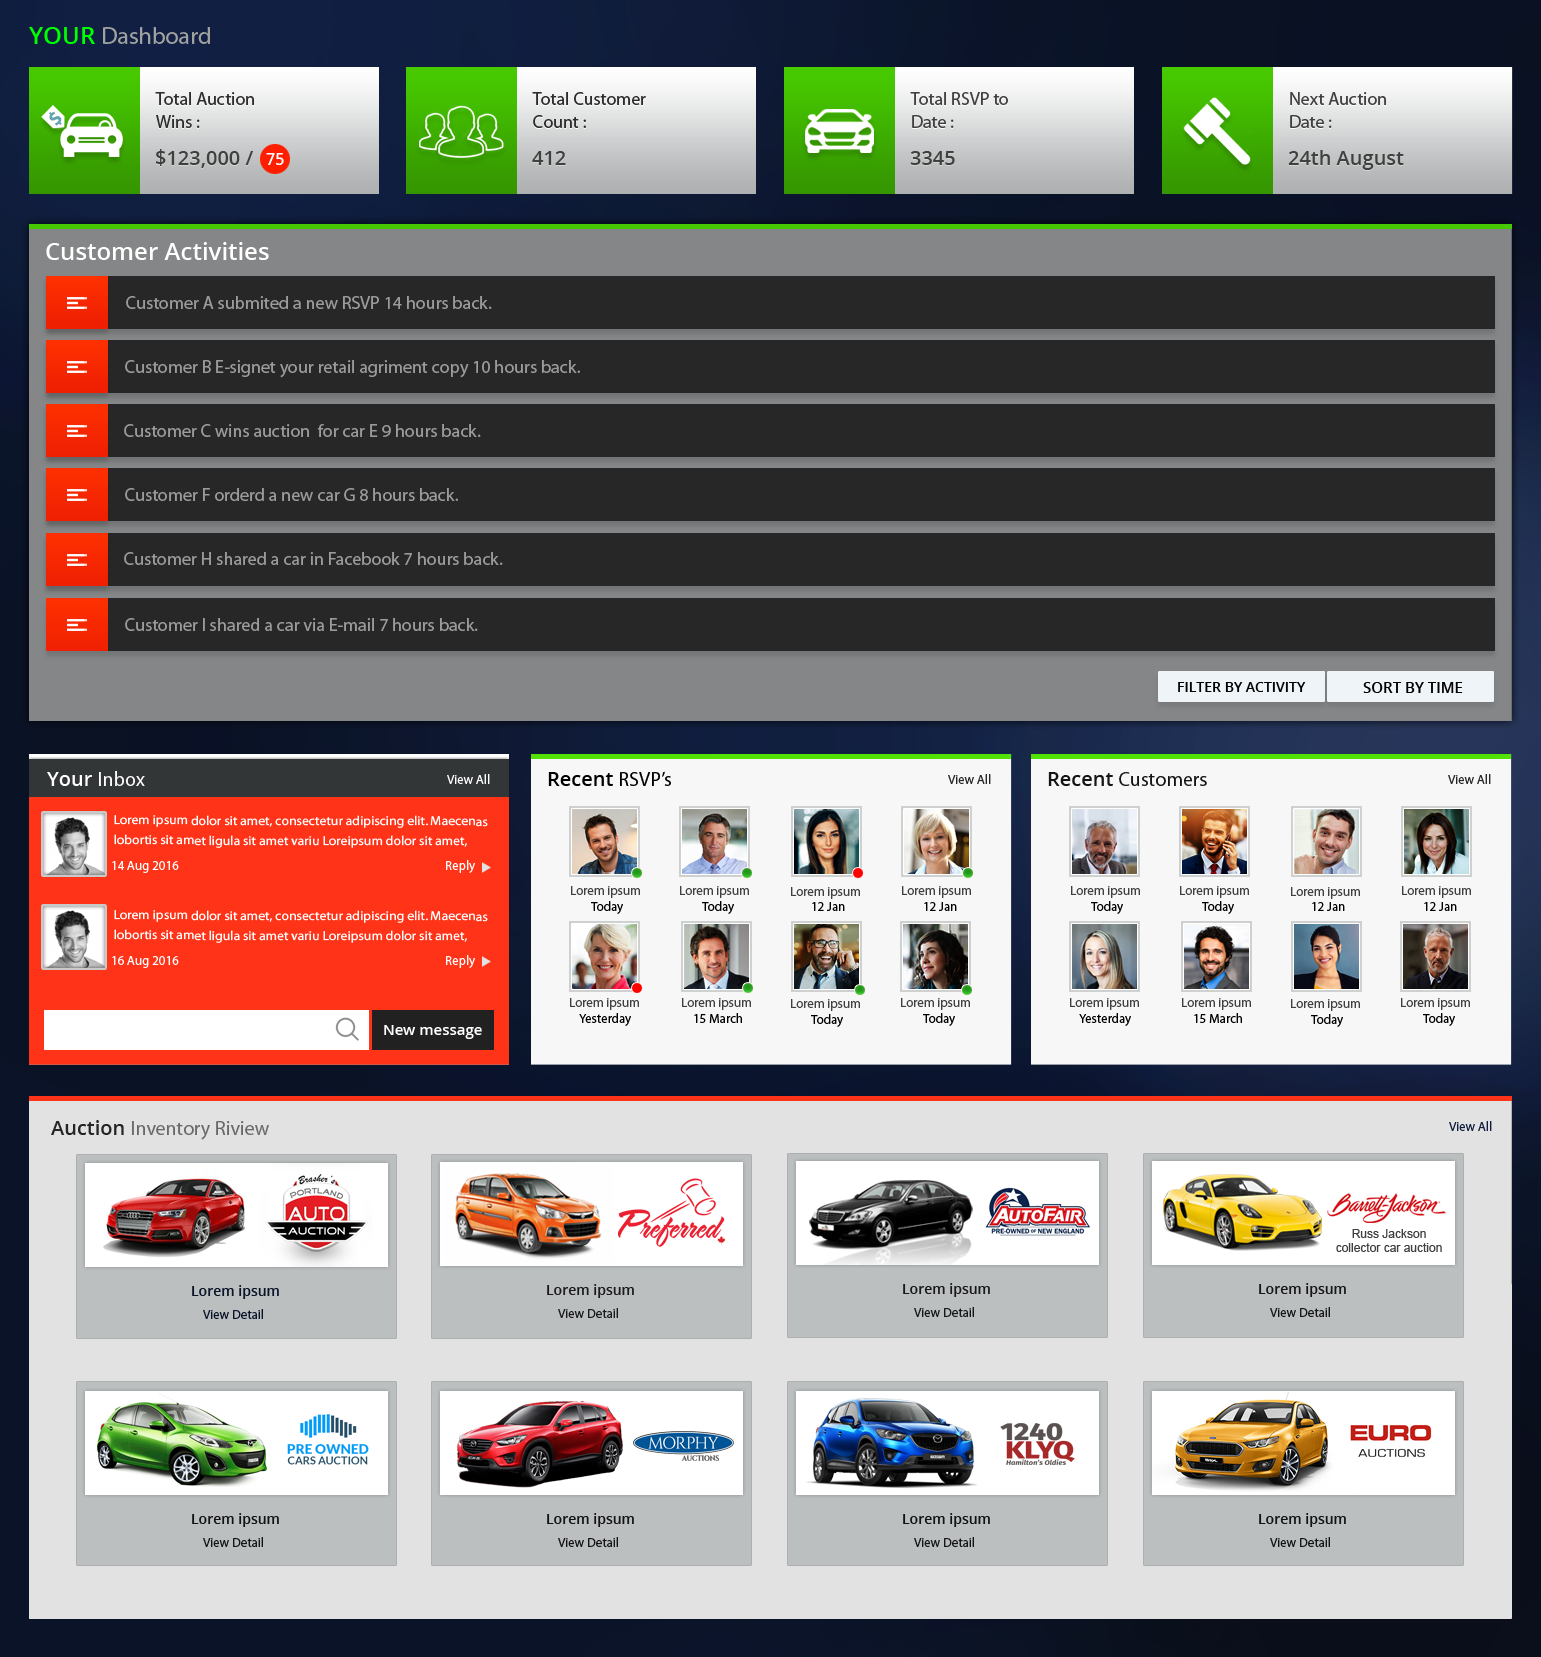 YOUR Dashboard
Total Auction
Wins :
$123,000 / 75
Total Customer
Count :
412
Total RSVP to
Date :
3345
Next Auction
Date :
24th August
Customer Activities
Customer A submited a new RSVP 14 hours back.
Customer B E-signet your retail agriment copy 10 hours back.
Customer C wins auction  for car E 9 hours back.
Customer F orderd a new car G 8 hours back.
Customer H shared a car in Facebook 7 hours back.
Customer I shared a car via E-mail 7 hours back.
FILTER BY ACTIVITY
SORT BY TIME
Your Inbox
View All
Lorem ipsum dolor sit amet, consectetur adipiscing elit. Maecenas
lobortis sit amet ligula sit amet variu Loreipsum dolor sit amet,
14 Aug 2016
Reply
Lorem ipsum dolor sit amet, consectetur adipiscing elit. Maecenas
lobortis sit amet ligula sit amet variu Loreipsum dolor sit amet,
16 Aug 2016
Reply
New message
Recent RSVP's
View All
Lorem ipsum
Today
Lorem ipsum
Today
Lorem ipsum
12 Jan
Lorem ipsum
12 Jan
Lorem ipsum
Yesterday
Lorem ipsum
15 March
Lorem ipsum
Today
Lorem ipsum
Today
Recent Customers
View All
Lorem ipsum
Today
Lorem ipsum
Today
Lorem ipsum
12 Jan
Lorem ipsum
12 Jan
Lorem ipsum
Yesterday
Lorem ipsum
15 March
Lorem ipsum
Today
Lorem ipsum
Today
Auction Inventory Riview
View All
Brasher's
PORTLAND
AUTO
AUCTION
Lorem ipsum
View Detail
Preferred
Lorem ipsum
View Detail
AUTOFAIR
PRE-OWNED OF NEW ENGLAND
Lorem ipsum
View Detail
Barrett-Jackson
Russ Jackson
collector car auction
Lorem ipsum
View Detail
PRE OWNED
CARS AUCTION
Lorem ipsum
View Detail
MORPHY
AUCTIONS
Lorem ipsum
View Detail
1240
KLYQ
Hamilton's Oldies
Lorem ipsum
View Detail
EURO
AUCTIONS
Lorem ipsum
View Detail